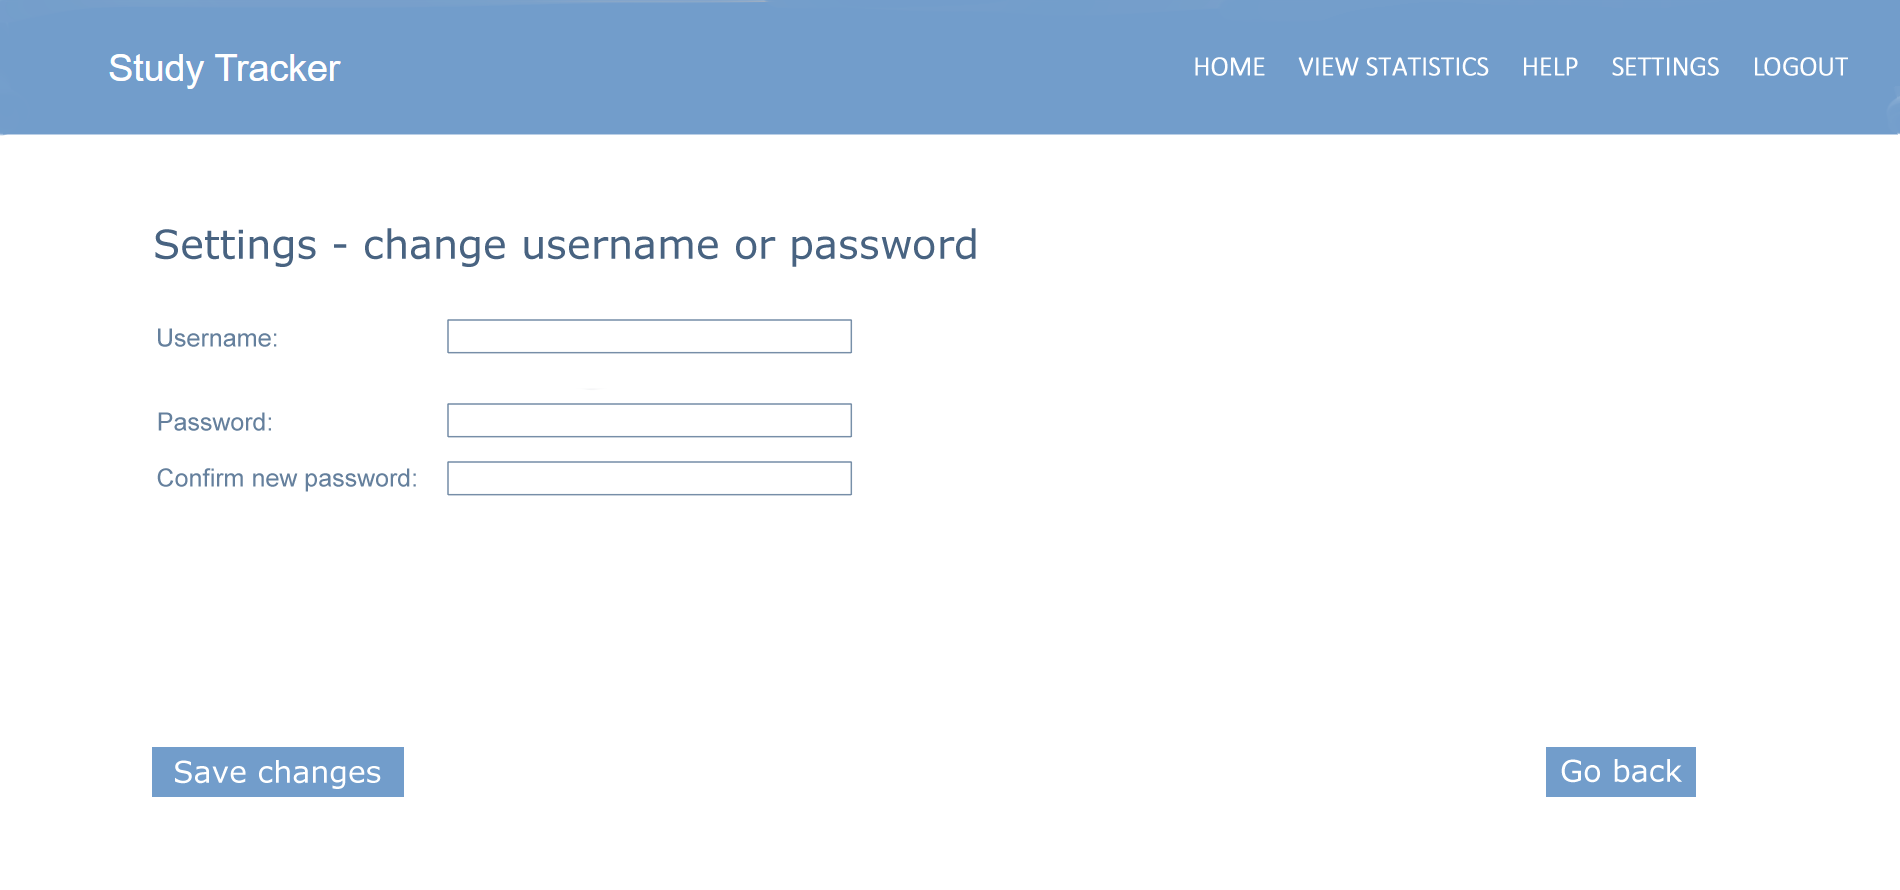 Study Tracker
HOME VIEW STATISTICS HELP SETTINGS LOGOUT
Settings - change username or password
Username:
Password:
Confirm new password:
Save changes
Go back